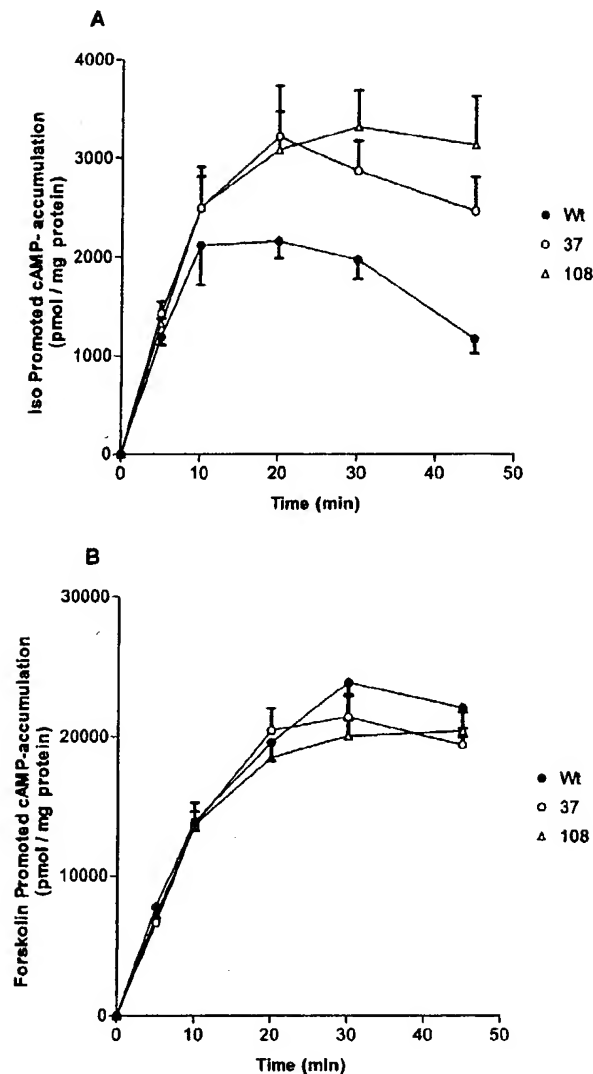 A
Iso Promoted cAMP- accumulation
(pmol / mg protein)
4000
3000
2000
1000
0
0 10 20 30 40 50
Time (min)
Wt
37
108
B
Forskolin Promoted cAMP-accumulation
(pmol / mg protein)
30000
20000
10000
0
0 10 20 30 40 50
Time (min)
Wt
37
108